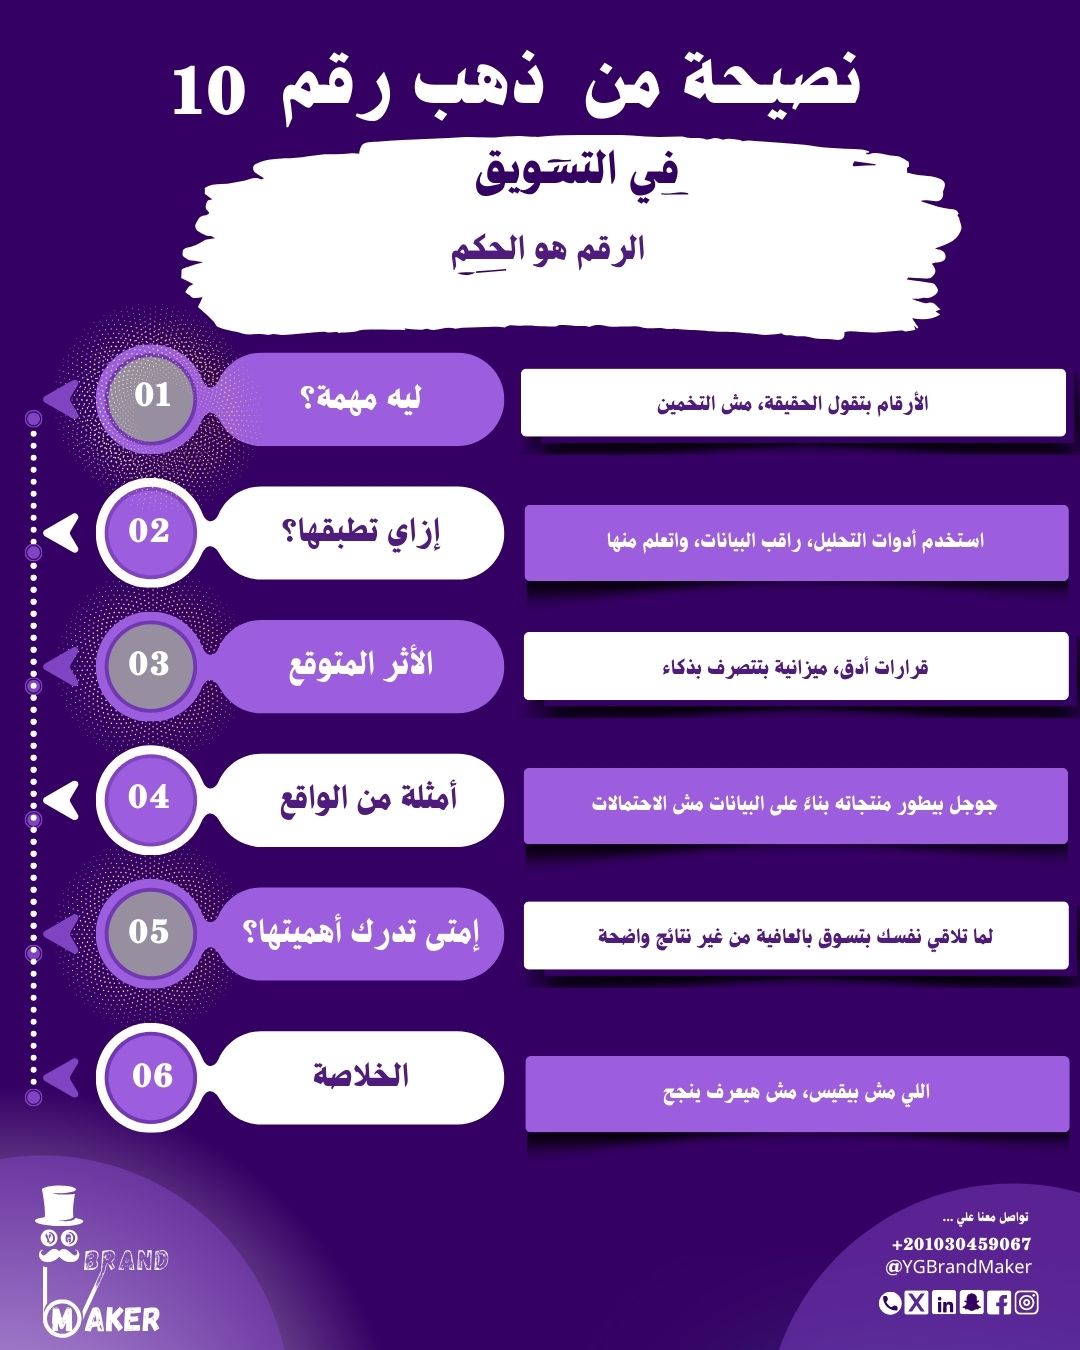 نصيحة من ذهب رقم 10
في التسويق
الرقم هو الحكم
01
ليه مهمة؟
الأرقام بتقول الحقيقة، مش التخمين
02
إزاي تطبقها؟
استخدم أدوات التحليل، راقب البيانات، واتعلم منها
03
الأثر المتوقع
قرارات أدق، ميزانية بتتصرف بذكاء
04
أمثلة من الواقع
جوجل بيطور منتجاته بناءً على البيانات مش الاحتمالات
05
إمتى تدرك أهميتها؟
لما تلاقي نفسك بتسوق بالعافية من غير نتائج واضحة
06
الخلاصة
اللي مش بيقيس، مش هيعرف ينجح
YG
BRAND
MAKER
تواصل معنا علي ...
+201030459067
@YGBrandMaker